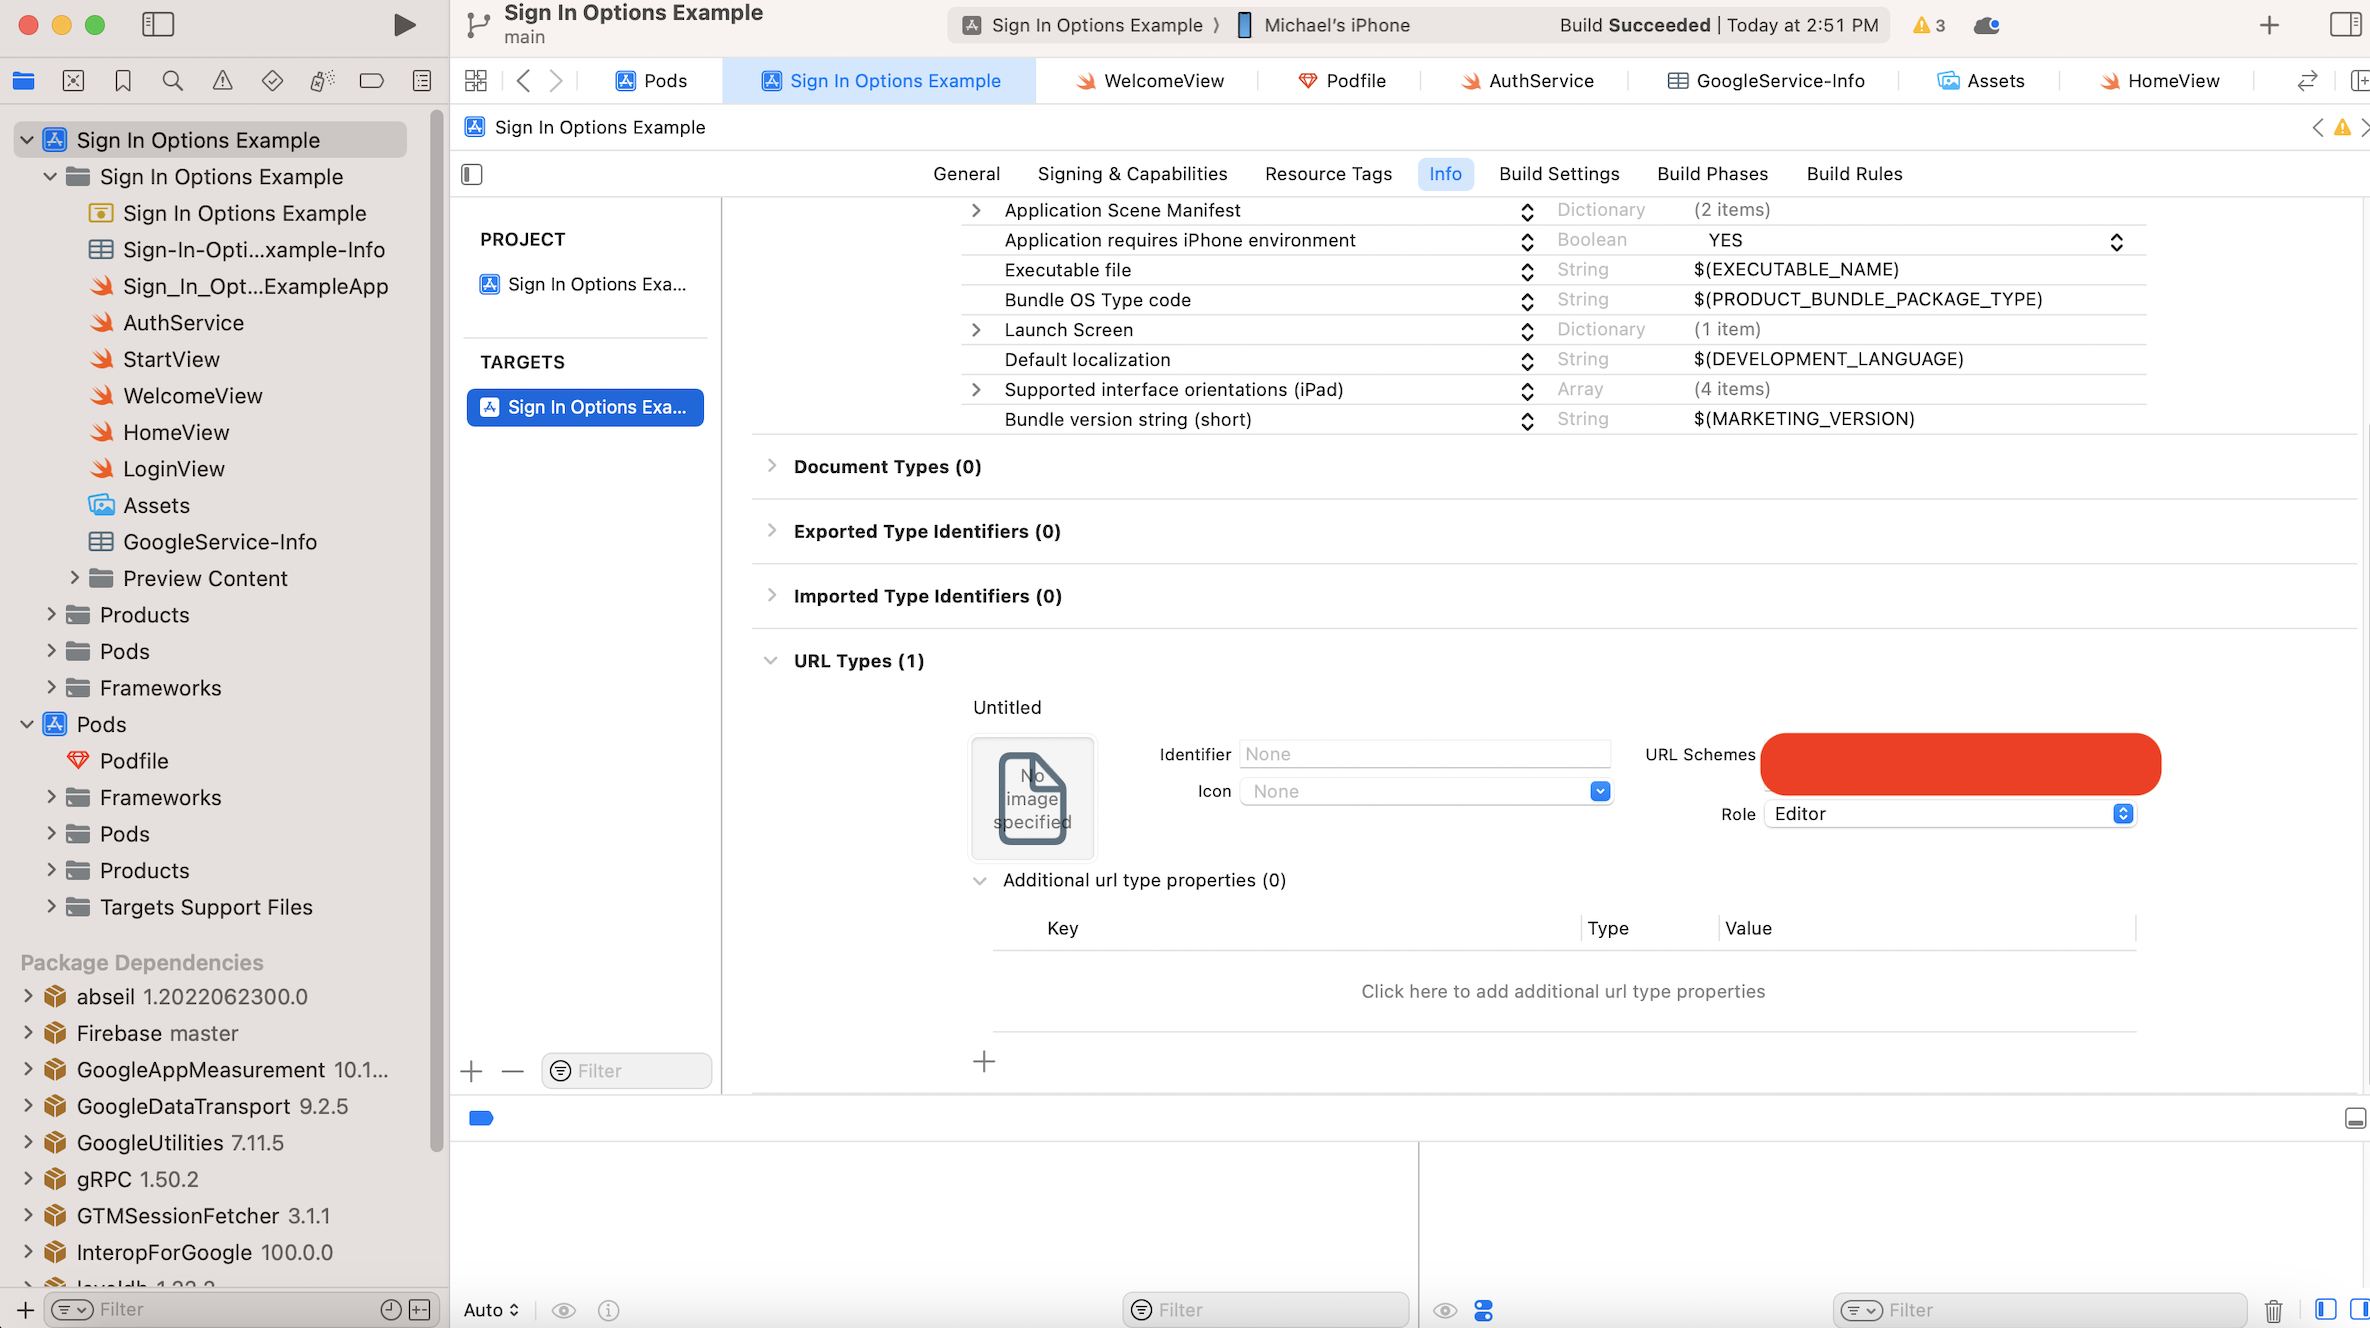 Sign In Options Example
main
Sign In Options Example
Michael's iPhone
Build Succeeded | Today at 2:51 PM
3
Pods
Sign In Options Example
WelcomeView
Podfile
AuthService
GoogleService-Info
Assets
HomeView
Sign In Options Example
General
Signing & Capabilities
Resource Tags
Info
Build Settings
Build Phases
Build Rules
Sign In Options Example
Sign In Options Example
Sign In Options Example
Sign-In-Opti...xample-Info
Sign_In_Opt...ExampleApp
AuthService
StartView
WelcomeView
HomeView
LoginView
Assets
GoogleService-Info
Preview Content
Products
Pods
Frameworks
Pods
Podfile
Frameworks
Pods
Products
Targets Support Files
Package Dependencies
abseil 1.2022062300.0
Firebase master
GoogleAppMeasurement 10.1...
GoogleDataTransport 9.2.5
GoogleUtilities 7.11.5
gRPC 1.50.2
GTMSessionFetcher 3.1.1
InteropForGoogle 100.0.0
Filter
PROJECT
Sign In Options Exa...
TARGETS
Sign In Options Exa...
Filter
Application Scene Manifest Dictionary (2 items)
Application requires iPhone environment Boolean YES
Executable file String $(EXECUTABLE_NAME)
Bundle OS Type code String $(PRODUCT_BUNDLE_PACKAGE_TYPE)
Launch Screen Dictionary (1 item)
Default localization String $(DEVELOPMENT_LANGUAGE)
Supported interface orientations (iPad) Array (4 items)
Bundle version string (short) String $(MARKETING_VERSION)
Document Types (0)
Exported Type Identifiers (0)
Imported Type Identifiers (0)
URL Types (1)
Untitled
No
image
specified
Identifier None
Icon None
URL Schemes
Role Editor
Additional url type properties (0)
Key Type Value
Click here to add additional url type properties
Auto
Filter
Filter